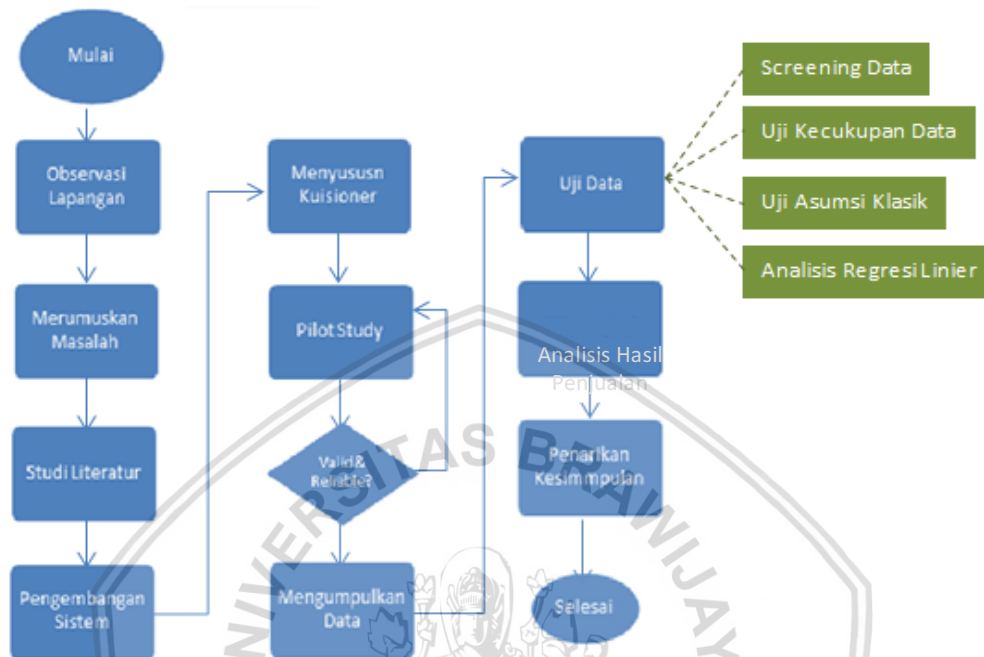 Mulai
Observasi
Lapangan
Merumuskan
Masalah
Studi Literatur
Pengembangan
Sistem
Menyususn
Kuisioner
Pilot Study
Valid&
Reliable?
Mengumpulkan
Data
Uji Data
Analisis Hasil
Penjualan
Penarikan
Kesimmpulan
Selesai
Screening Data
Uji Kecukupan Data
Uji Asumsi Klasik
Analisis Regresi Linier
UNIVERSITAS BRAWIJAYA